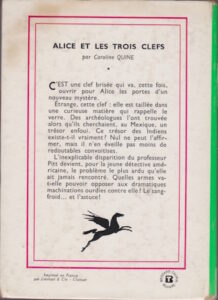 ALICE ET LES TROIS CLEFS
par Caroline QUINE
C'EST une clef brisée qui va, cette fois,
ouvrir pour Alice les portes d'un
nouveau mystère.
Étrange, cette clef : elle est taillée dans
une curieuse matière qui rappelle le
verre. Des archéologues l'ont trouvée
alors qu'ils cherchaient, au Mexique, un
trésor enfoui. Ce trésor des Indiens
existe-t-il vraiment? Nul ne peut l'affir-
mer, mais il n'en éveille pas moins de
redoutables convoitises.
L'inexplicable disparition du professeur
Pitt devient, pour la jeune détective amé-
ricaine, le problème le plus ardu qu'elle
ait jamais rencontré. Quelles armes va-
t-elle pouvoir opposer aux dramatiques
machinations ourdies contre elle? Le sang-
froid... et l'astuce!
Imprimé en France